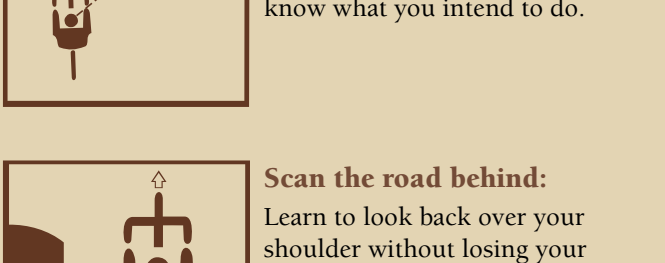 know what you intend to do.
Scan the road behind:
Learn to look back over your
shoulder without losing your